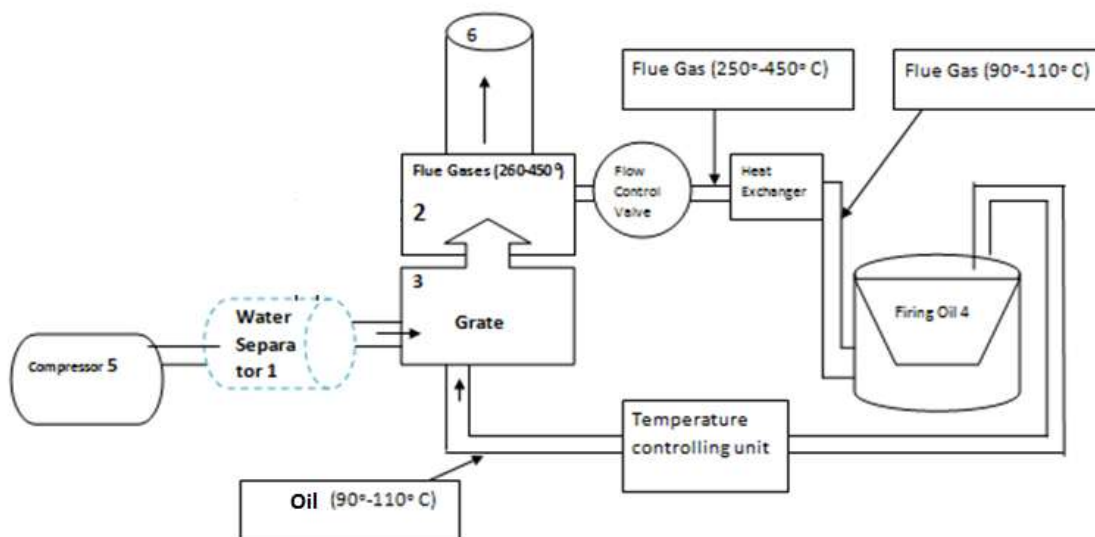 6
Flue Gas (250°-450° C)
Flue Gas (90°-110° C)
Flue Gases (260-450⁰)
2
Flow
Control
Valve
Heat
Exchanger
3
Grate
Water
Separa
tor 1
Compressor 5
Firing Oil 4
Temperature
controlling unit
Oil (90°-110° C)